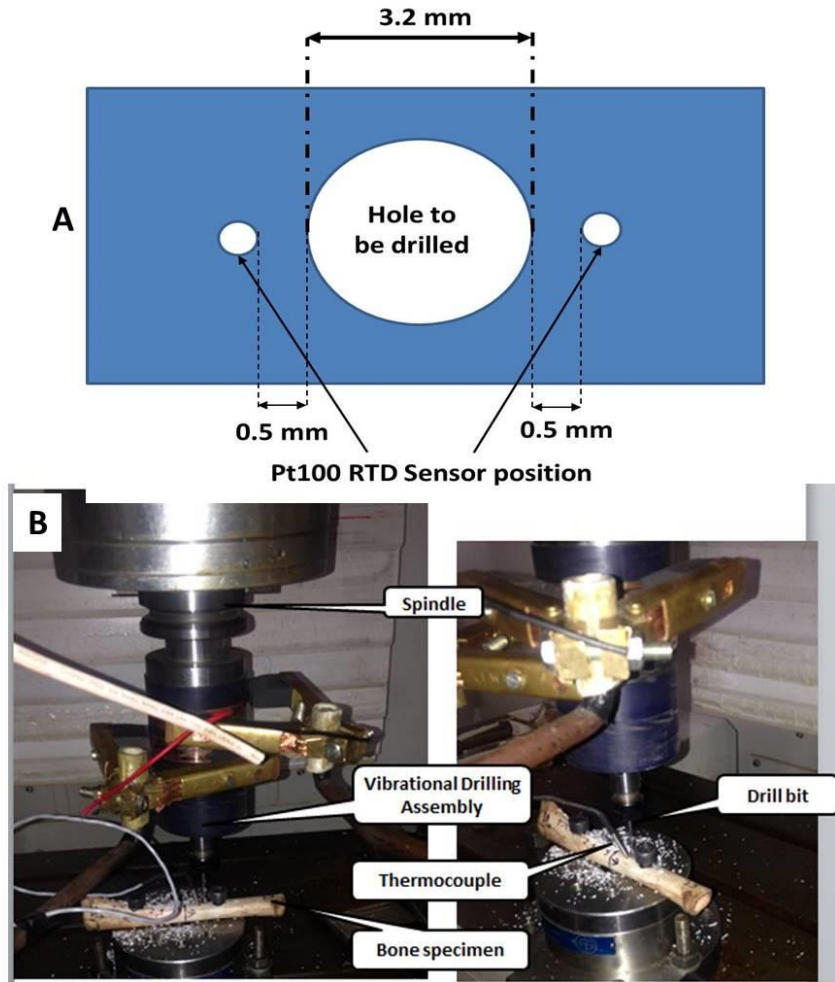 3.2 mm
A
Hole to
be drilled
0.5 mm
0.5 mm
Pt100 RTD Sensor position
B
Spindle
Vibrational Drilling
Assembly
Drill bit
Thermocouple
Bone specimen